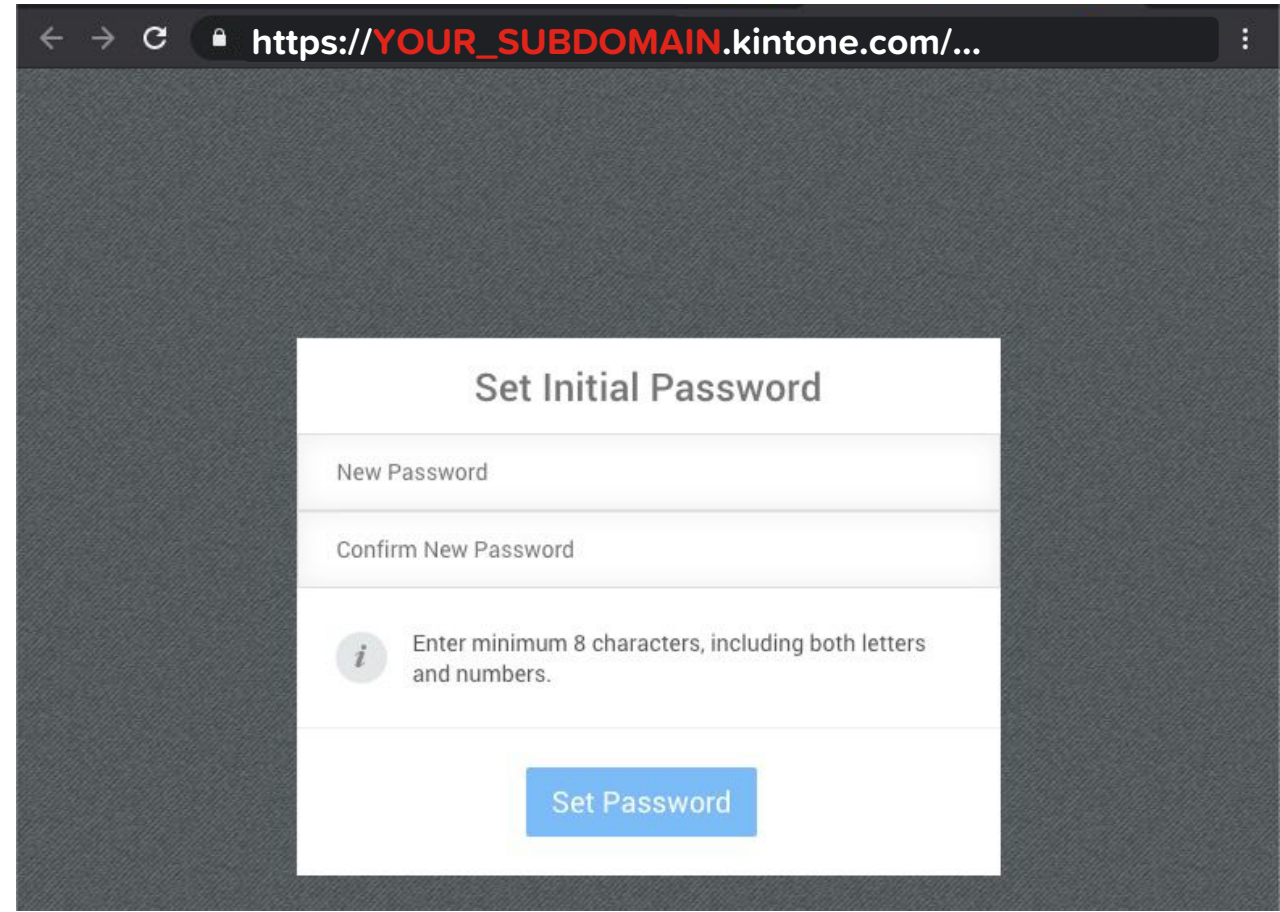 https://YOUR_SUBDOMAIN.kintone.com/...
Set Initial Password
New Password
Confirm New Password
i
Enter minimum 8 characters, including both letters
and numbers.
Set Password